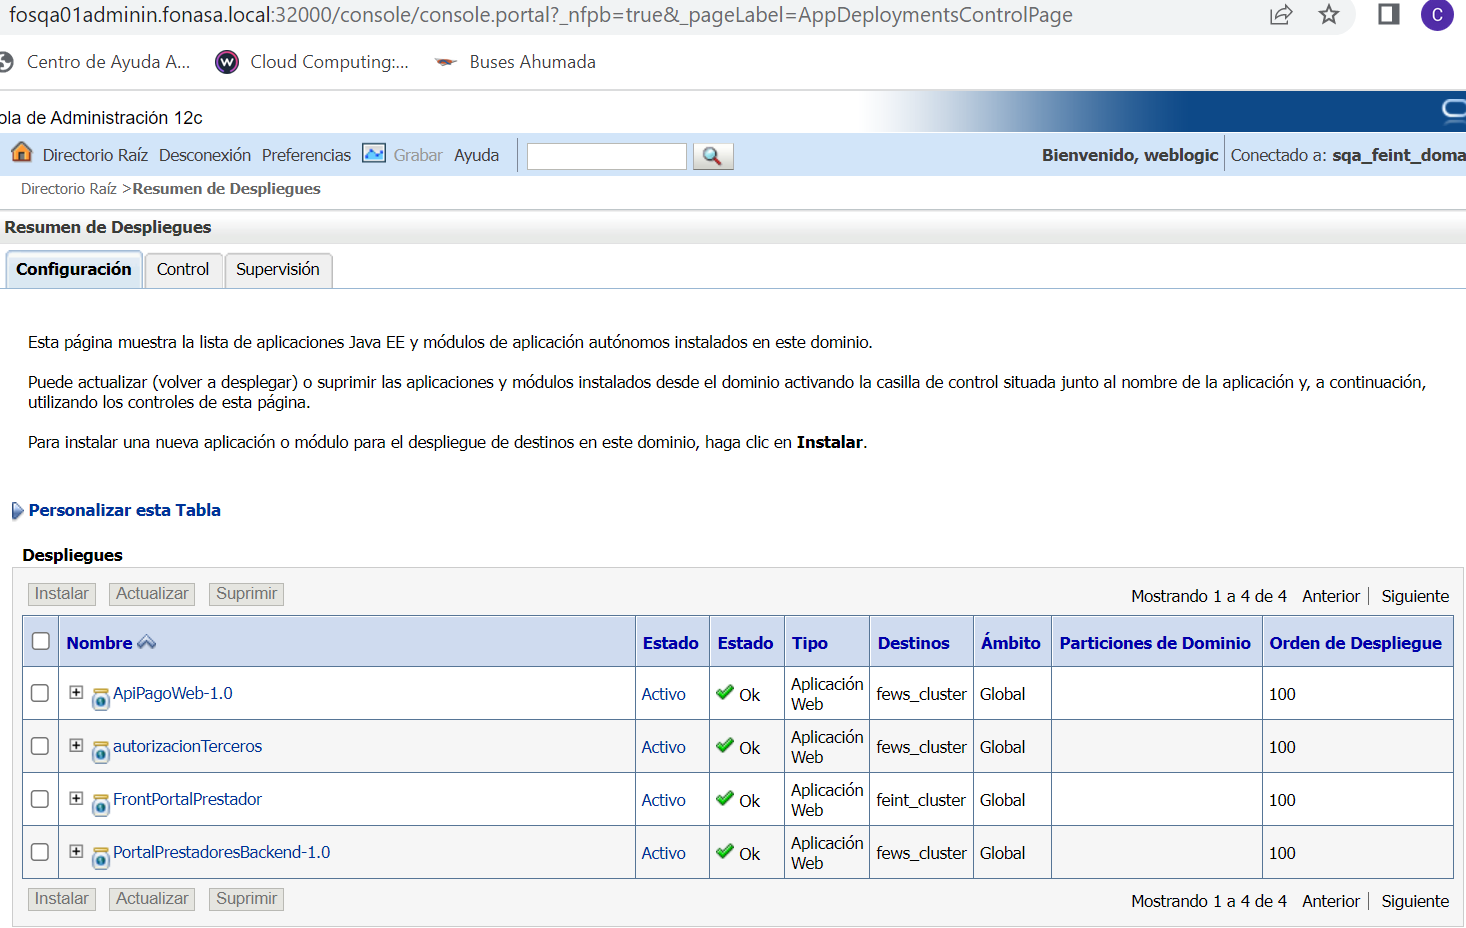 fosqa01adminin.fonasa.local:32000/console/console.portal?_nfpb=true&_pageLabel=AppDeploymentsControlPage
C
Centro de Ayuda A... Cloud Computing:... Buses Ahumada
ola de Administración 12c
Directorio Raíz Desconexión Preferencias Grabar Ayuda Bienvenido, weblogic Conectado a: sqa_feint_doma
Directorio Raíz >Resumen de Despliegues
Resumen de Despliegues
Configuración Control Supervisión
Esta página muestra la lista de aplicaciones Java EE y módulos de aplicación autónomos instalados en este dominio.
Puede actualizar (volver a desplegar) o suprimir las aplicaciones y módulos instalados desde el dominio activando la casilla de control situada junto al nombre de la aplicación y, a continuación,
utilizando los controles de esta página.
Para instalar una nueva aplicación o módulo para el despliegue de destinos en este dominio, haga clic en Instalar.
Personalizar esta Tabla
Despliegues
Instalar Actualizar Suprimir Mostrando 1 a 4 de 4 Anterior Siguiente
Nombre Estado Estado Tipo Destinos Ámbito Particiones de Dominio Orden de Despliegue
ApiPagoWeb-1.0 Activo Ok Aplicación Web fews_cluster Global 100
autorizacionTerceros Activo Ok Aplicación Web fews_cluster Global 100
FrontPortalPrestador Activo Ok Aplicación Web feint_cluster Global 100
PortalPrestadoresBackend-1.0 Activo Ok Aplicación Web fews_cluster Global 100
Instalar Actualizar Suprimir Mostrando 1 a 4 de 4 Anterior Siguiente